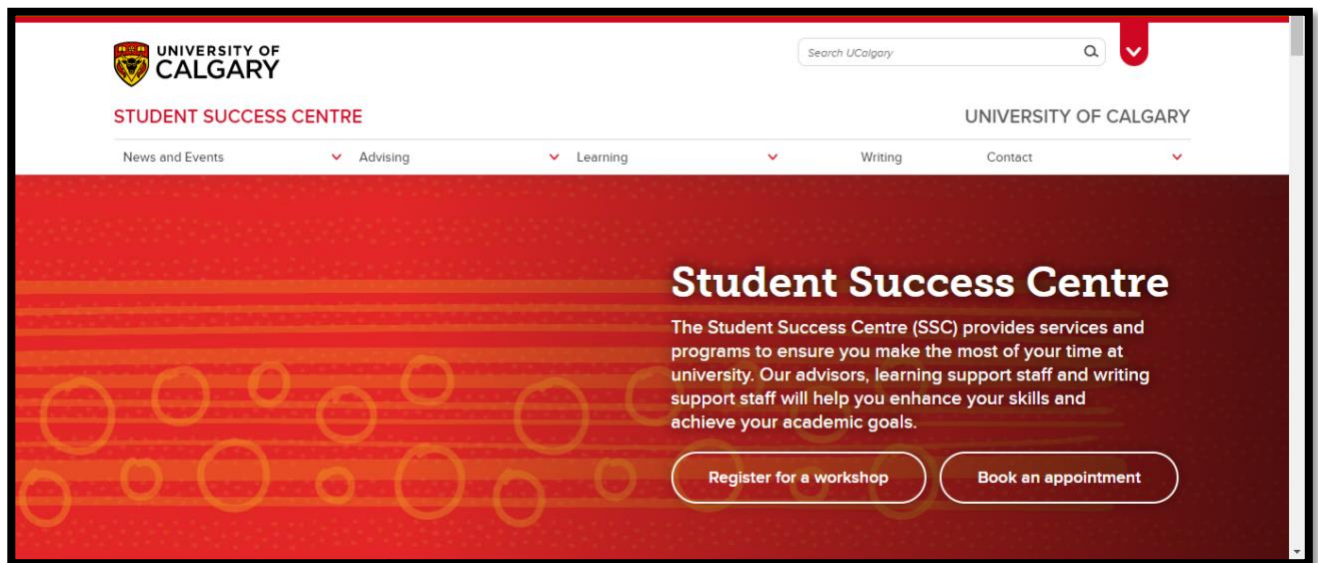 UNIVERSITY OF
CALGARY
Search UCalgary
STUDENT SUCCESS CENTRE
UNIVERSITY OF CALGARY
News and Events
Advising
Learning
Writing
Contact
Student Success Centre
The Student Success Centre (SSC) provides services and
programs to ensure you make the most of your time at
university. Our advisors, learning support staff and writing
support staff will help you enhance your skills and
achieve your academic goals.
Register for a workshop
Book an appointment